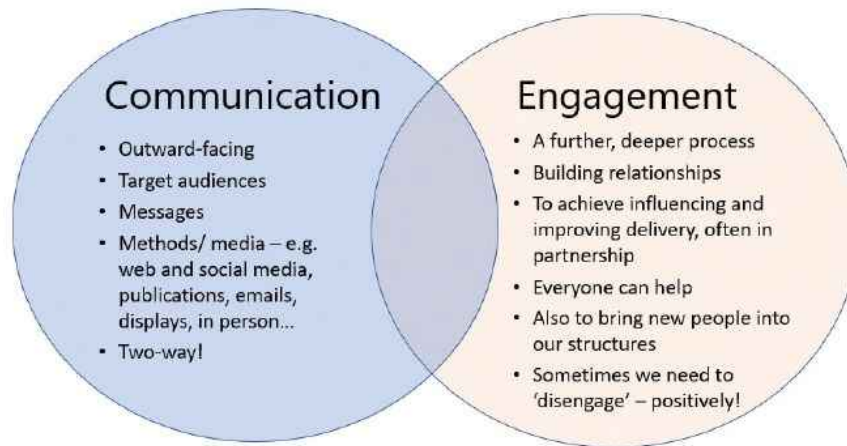 Communication
• Outward-facing
• Target audiences
• Messages
• Methods/ media – e.g.
web and social media,
publications, emails,
displays, in person...
• Two-way!
Engagement
• A further, deeper process
• Building relationships
• To achieve influencing and
improving delivery, often in
partnership
• Everyone can help
• Also to bring new people into
our structures
• Sometimes we need to
'disengage' – positively!